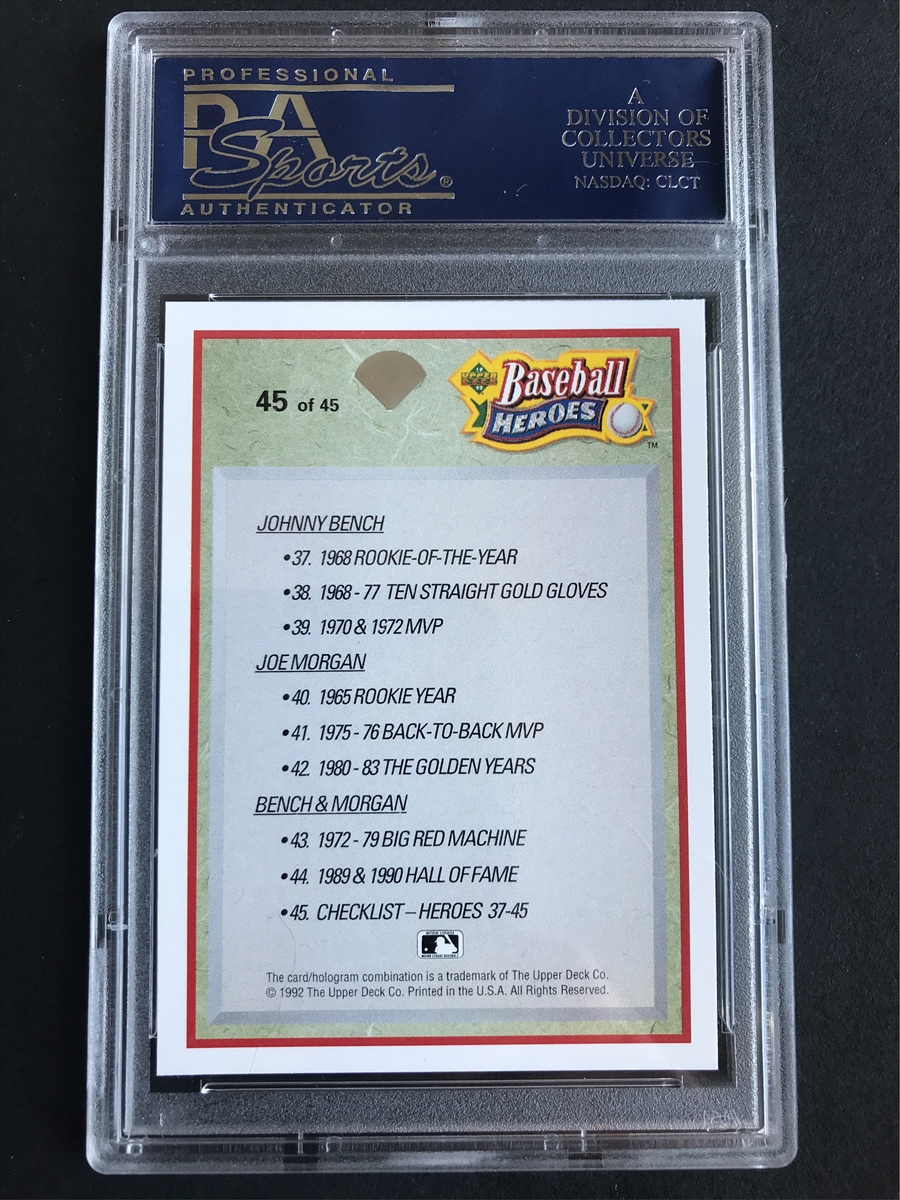 PROFESSIONAL
PSA
Sports®
AUTHENTICATOR
A
DIVISION OF
COLLECTORS
UNIVERSE
NASDAQ: CLCT
45 of 45
UPPER
DECK
Baseball
HEROES
TM
JOHNNY BENCH
•37. 1968 ROOKIE-OF-THE-YEAR
•38. 1968 - 77 TEN STRAIGHT GOLD GLOVES
•39. 1970 & 1972 MVP
JOE MORGAN
•40. 1965 ROOKIE YEAR
•41. 1975 - 76 BACK-TO-BACK MVP
•42. 1980 - 83 THE GOLDEN YEARS
BENCH & MORGAN
•43. 1972 - 79 BIG RED MACHINE
•44. 1989 & 1990 HALL OF FAME
•45. CHECKLIST – HEROES 37-45
The card/hologram combination is a trademark of The Upper Deck Co.
© 1992 The Upper Deck Co. Printed in the U.S.A. All Rights Reserved.